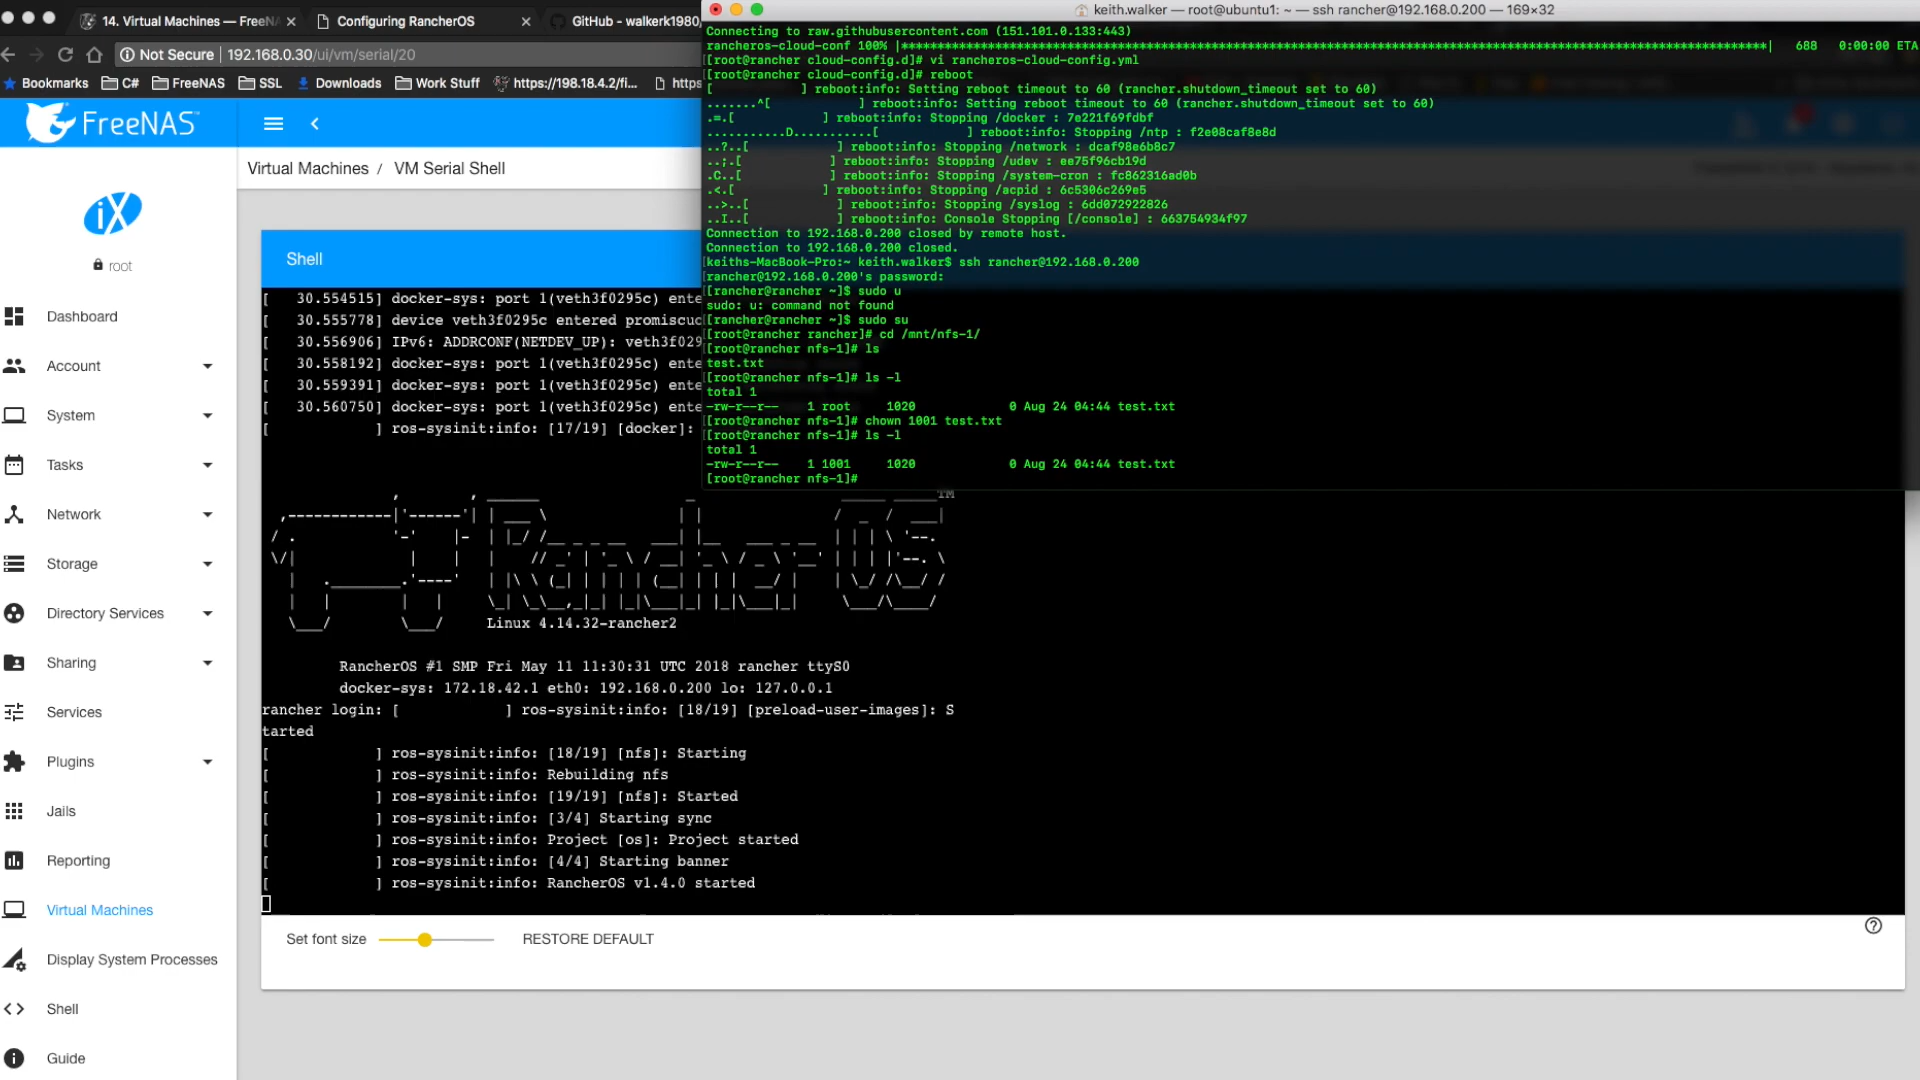 14. Virtual Machines — FreeN
Configuring RancherOS
GitHub - walkerk1980
Not Secure
192.168.0.30/ui/vm/serial/20
Bookmarks
C#
FreeNAS
SSL
Downloads
Work Stuff
https://198.18.4.2/fi...
https
FreeNAS
Virtual Machines / VM Serial Shell
iX
root
Dashboard
Account
System
Tasks
Network
Storage
Directory Services
Sharing
Services
Plugins
Jails
Reporting
Virtual Machines
Display System Processes
Shell
Guide
keith.walker — root@ubuntu1: ~ — ssh rancher@192.168.0.200 — 169×32
Connecting to raw.githubusercontent.com (151.101.0.133:443)
rancheros-cloud-conf 100% |*******************************| 688 0:00:00 ETA
[[root@rancher cloud-config.d]# vi rancheros-cloud-config.yml
[[root@rancher cloud-config.d]# reboot
[ ] reboot:info: Setting reboot timeout to 60 (rancher.shutdown_timeout set to 60)
.......^[ ] reboot:info: Setting reboot timeout to 60 (rancher.shutdown_timeout set to 60)
.=.[ ] reboot:info: Stopping /docker : 7e221f69fdbf
...........D...........[ ] reboot:info: Stopping /ntp : f2e08caf8e8d
..?..[ ] reboot:info: Stopping /network : dcaf98e6b8c7
..;.[ ] reboot:info: Stopping /udev : ee75f96cb19d
.C..[ ] reboot:info: Stopping /system-cron : fc862316ad0b
.<.[ ] reboot:info: Stopping /acpid : 6c5306c269e5
..>..[ ] reboot:info: Stopping /syslog : 6dd072922826
..I..[ ] reboot:info: Console Stopping [/console] : 663754934f97
Connection to 192.168.0.200 closed by remote host.
Connection to 192.168.0.200 closed.
[keiths-MacBook-Pro:~ keith.walker$ ssh rancher@192.168.0.200
[rancher@192.168.0.200's password:
[[rancher@rancher ~]$ sudo u
sudo: u: command not found
[[rancher@rancher ~]$ sudo su
[[root@rancher rancher]# cd /mnt/nfs-1/
[[root@rancher nfs-1]# ls
test.txt
[[root@rancher nfs-1]# ls -l
total 1
-rw-r--r-- 1 root 1020 0 Aug 24 04:44 test.txt
[[root@rancher nfs-1]# chown 1001 test.txt
[[root@rancher nfs-1]# ls -l
total 1
-rw-r--r-- 1 1001 1020 0 Aug 24 04:44 test.txt
[root@rancher nfs-1]#
Shell
[ 30.554515] docker-sys: port 1(veth3f0295c) ente
[ 30.555778] device veth3f0295c entered promiscuc
[ 30.556906] IPv6: ADDRCONF(NETDEV_UP): veth3f029
[ 30.558192] docker-sys: port 1(veth3f0295c) ente
[ 30.559391] docker-sys: port 1(veth3f0295c) ente
[ 30.560750] docker-sys: port 1(veth3f0295c) ente
[ ] ros-sysinit:info: [17/19] [docker]:
Rancher OS TM
Linux 4.14.32-rancher2
RancherOS #1 SMP Fri May 11 11:30:31 UTC 2018 rancher ttyS0
docker-sys: 172.18.42.1 eth0: 192.168.0.200 lo: 127.0.0.1
rancher login: [ ] ros-sysinit:info: [18/19] [preload-user-images]: S
tarted
[ ] ros-sysinit:info: [18/19] [nfs]: Starting
[ ] ros-sysinit:info: Rebuilding nfs
[ ] ros-sysinit:info: [19/19] [nfs]: Started
[ ] ros-sysinit:info: [3/4] Starting sync
[ ] ros-sysinit:info: Project [os]: Project started
[ ] ros-sysinit:info: [4/4] Starting banner
[ ] ros-sysinit:info: RancherOS v1.4.0 started
Set font size
RESTORE DEFAULT